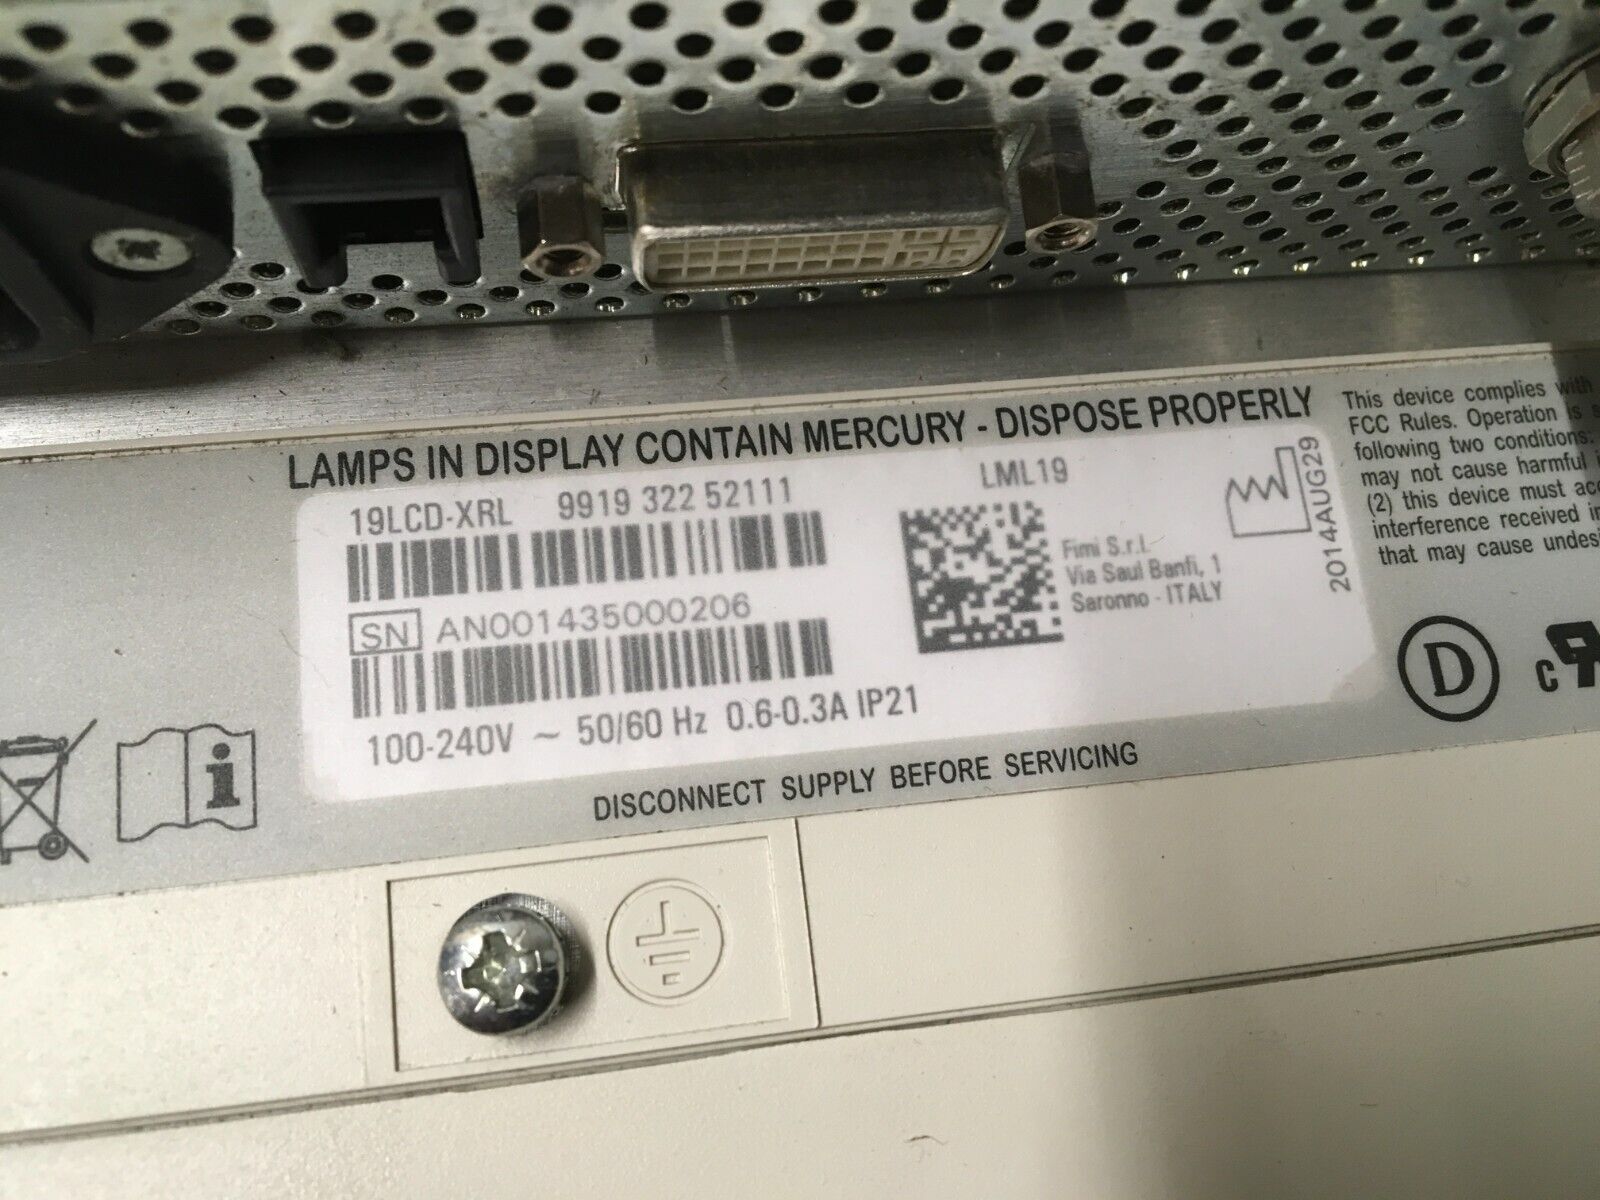 LAMPS IN DISPLAY CONTAIN MERCURY - DISPOSE PROPERLY
19LCD-XRL 9919 322 52111
SN AN001435000206
100-240V ~ 50/60 Hz 0.6-0.3A IP21
LML19
Fimi S.r.l.
Via Saul Banfi, 1
Saronno - ITALY
2014AUG29
DISCONNECT SUPPLY BEFORE SERVICING
This device complies with
FCC Rules. Operation is
following two conditions:
may not cause harmful
(2) this device must
interference received
that may cause
D
c
i